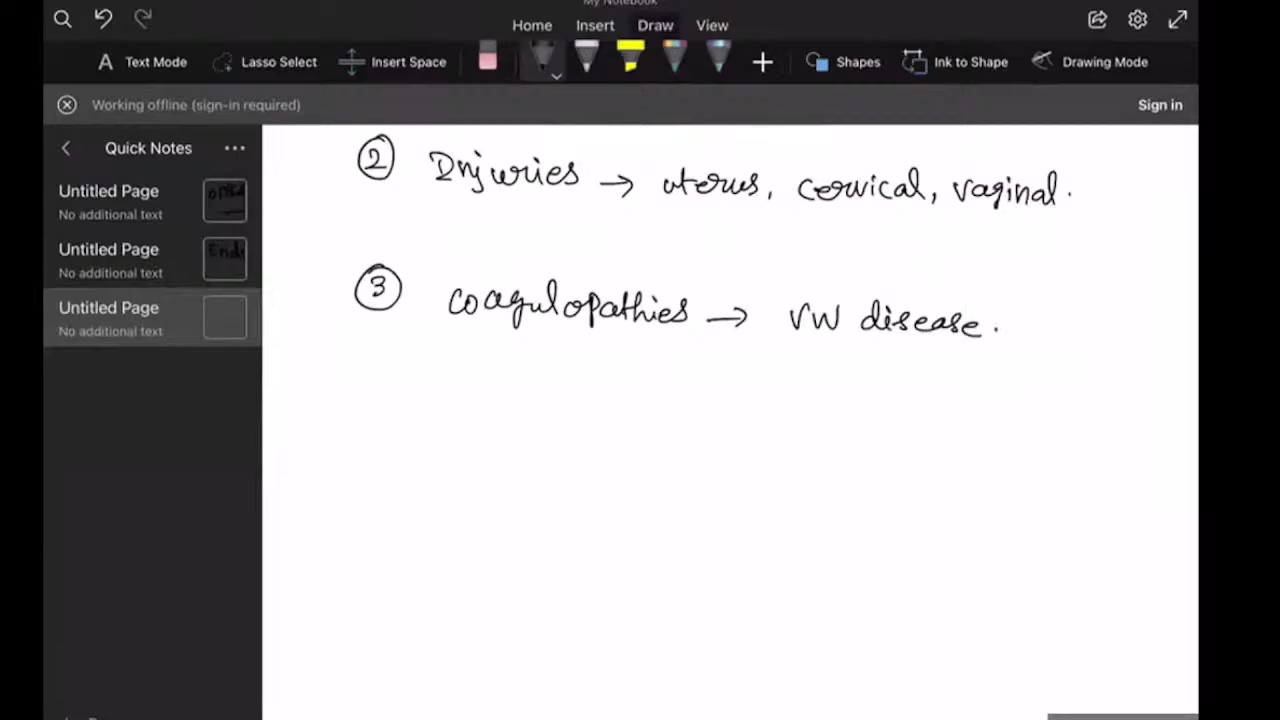 My Notebook
Home Insert Draw View
Text Mode Lasso Select Insert Space Shapes Ink to Shape Drawing Mode
Working offline (sign-in required) Sign in
Quick Notes
Untitled Page
No additional text
Untitled Page
No additional text
Untitled Page
No additional text
② Injuries → uterus, cervical, vaginal.
③ coagulopathies → VW disease.